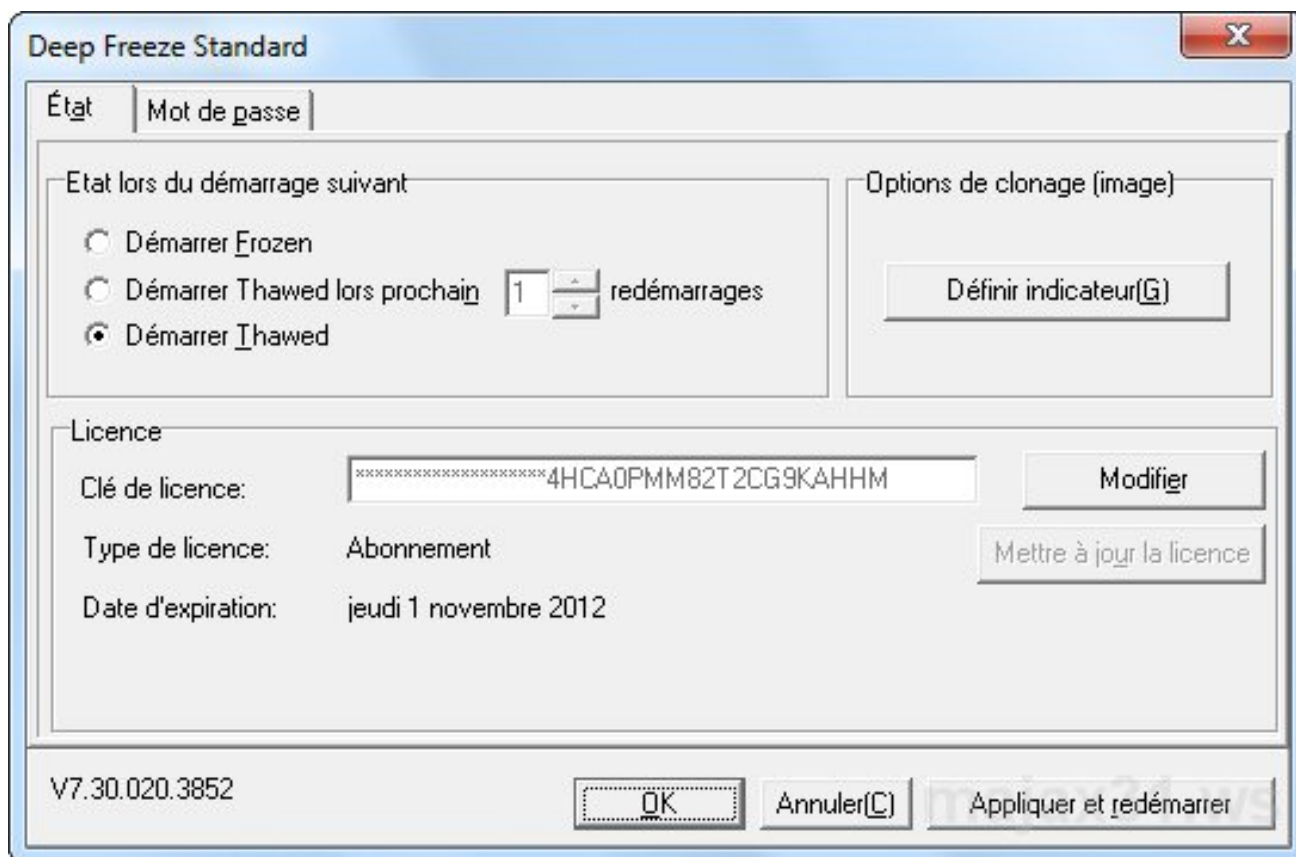 Deep Freeze Standard
État
Mot de passe
Etat lors du démarrage suivant
Options de clonage (image)
Démarrer Frozen
Démarrer Thawed lors prochain 1 redémarrages
Définir indicateur(G)
Démarrer Thawed
Licence
Clé de licence: ********************4HCA0PMM82T2CG9KAHHM
Modifier
Type de licence: Abonnement
Mettre à jour la licence
Date d'expiration: jeudi 1 novembre 2012
V7.30.020.3852
OK
Annuler(C)
Appliquer et redémarrer
majax31.ws